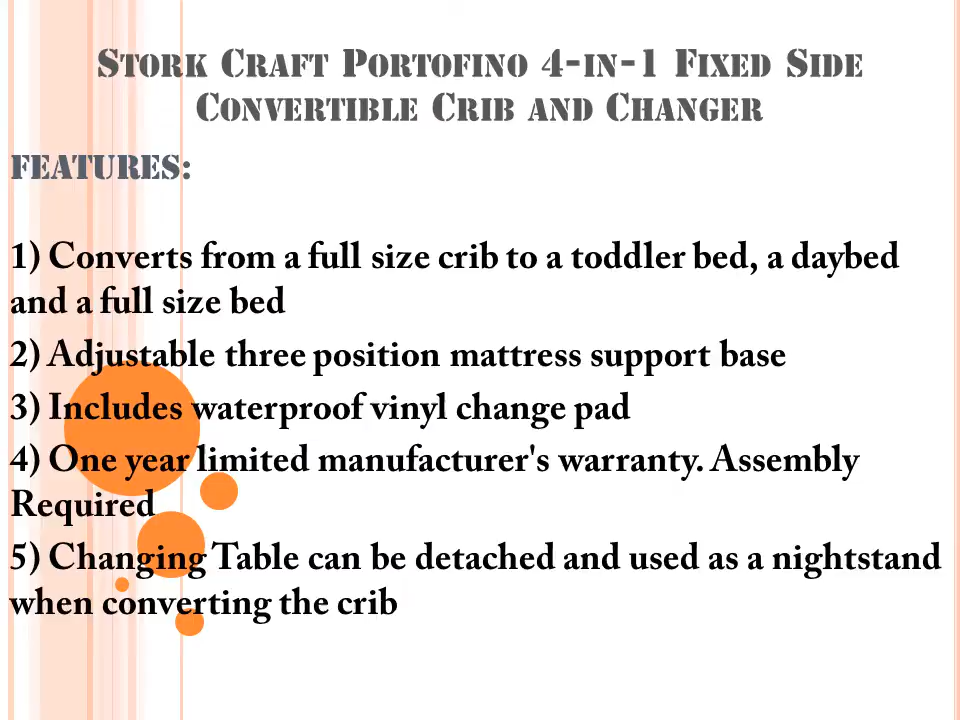 Stork Craft Portofino 4-in-1 Fixed Side
Convertible Crib and Changer
FEATURES:
1) Converts from a full size crib to a toddler bed, a daybed
and a full size bed
2) Adjustable three position mattress support base
3) Includes waterproof vinyl change pad
4) One year limited manufacturer's warranty. Assembly
Required
5) Changing Table can be detached and used as a nightstand
when converting the crib